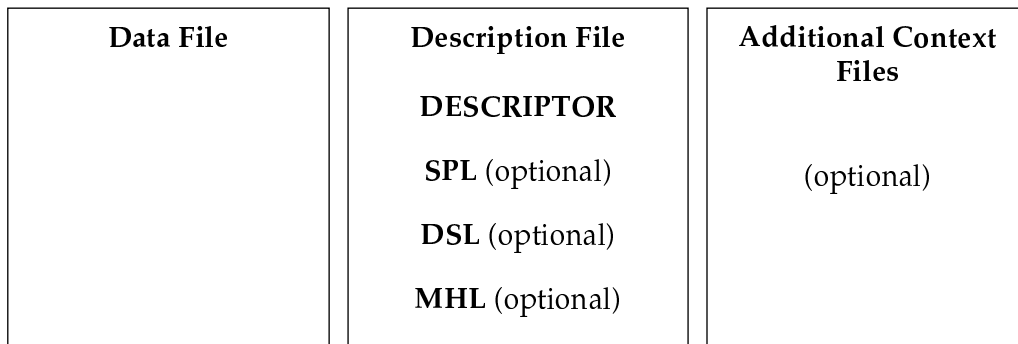 Data File
Description File
DESCRIPTOR
SPL (optional)
DSL (optional)
MHL (optional)
Additional Context
Files
(optional)